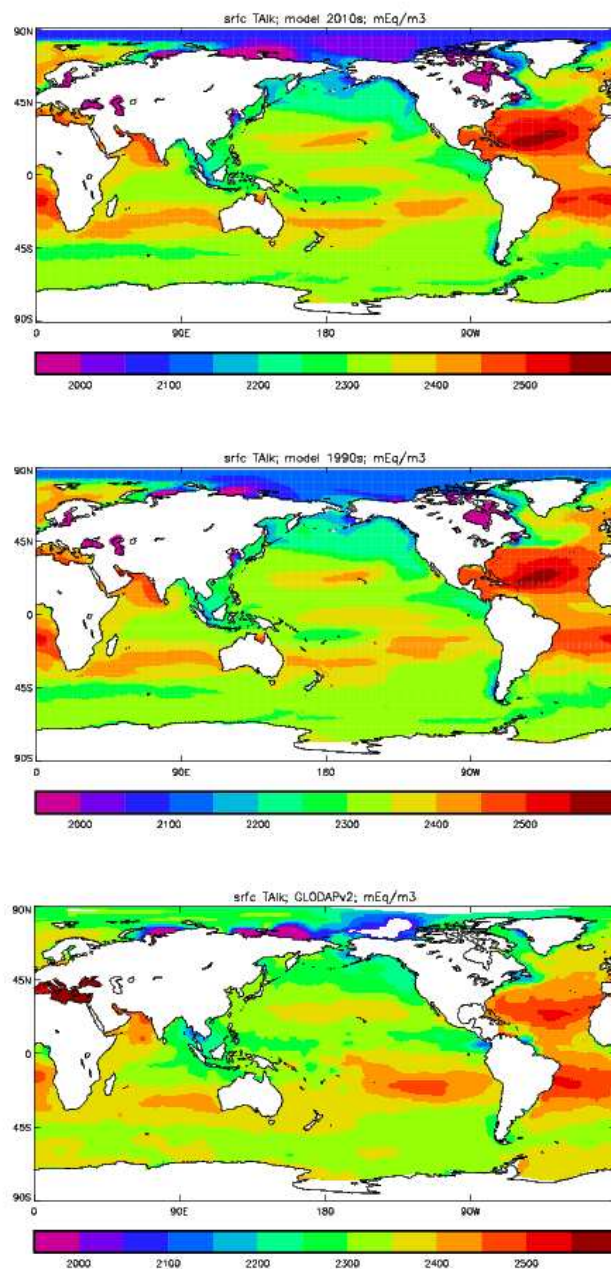 srfc TAlk; model 2010s; mEq/m3
90N
45N
0
45S
90S
0 90E 180 90W
2000 2100 2200 2300 2400 2500
srfc TAlk; model 1990s; mEq/m3
90N
45N
0
45S
90S
0 90E 180 90W
2000 2100 2200 2300 2400 2500
srfc TAlk; GLODAPv2; mEq/m3
90N
45N
0
45S
90S
0 90E 180 90W
2000 2100 2200 2300 2400 2500